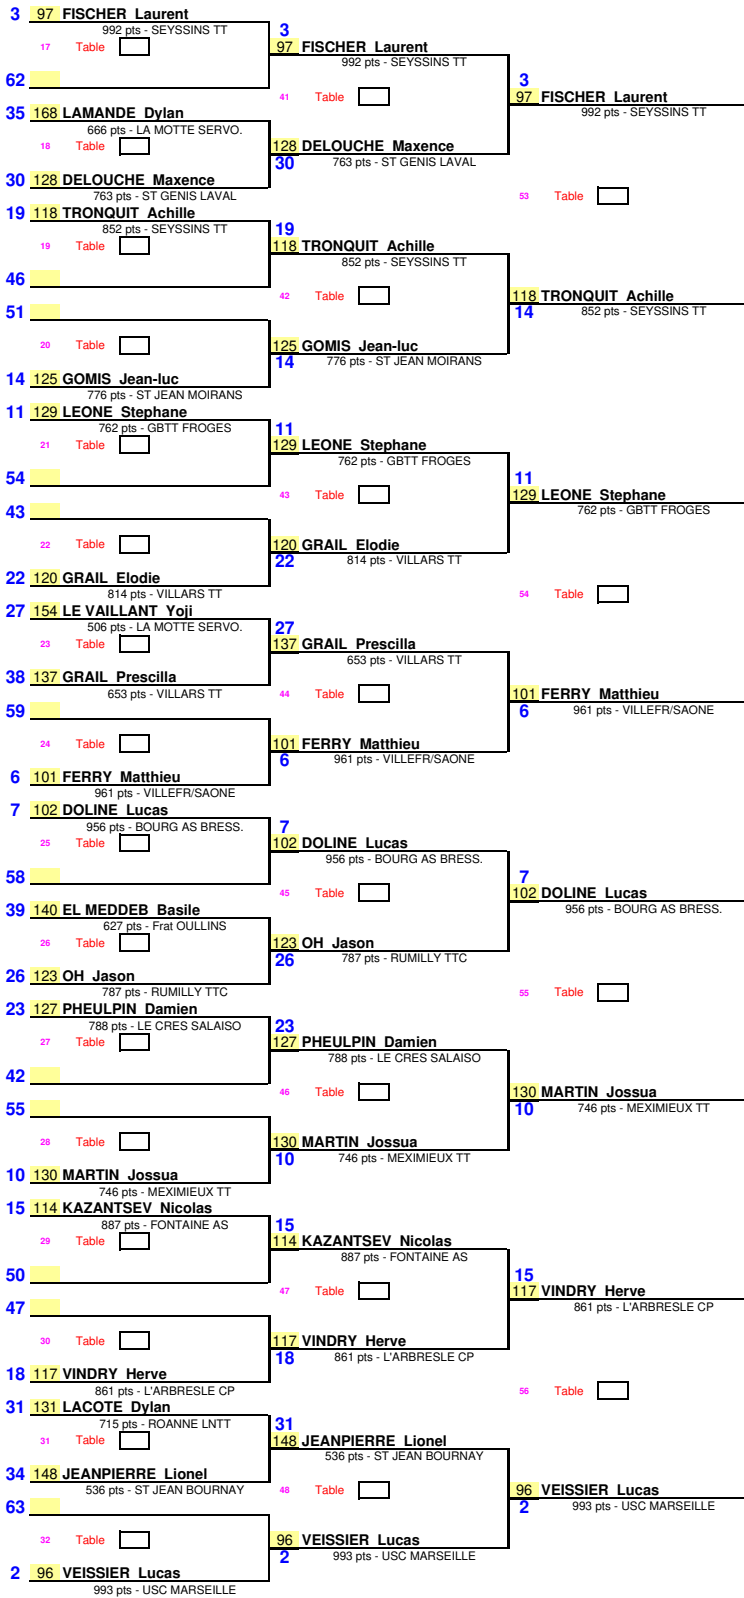 3 97 FISCHER Laurent
992 pts - SEYSSINS TT
17 Table
62
35 168 LAMANDE Dylan
666 pts - LA MOTTE SERVO.
18 Table
30 128 DELOUCHE Maxence
763 pts - ST GENIS LAVAL
19 118 TRONQUIT Achille
852 pts - SEYSSINS TT
19 Table
46
51
20 Table
14 125 GOMIS Jean-luc
776 pts - ST JEAN MOIRANS
11 129 LEONE Stephane
762 pts - GBTT FROGES
21 Table
54
43
22 Table
22 120 GRAIL Elodie
814 pts - VILLARS TT
27 154 LE VAILLANT Yoji
506 pts - LA MOTTE SERVO.
23 Table
38 137 GRAIL Prescilla
653 pts - VILLARS TT
59
24 Table
6 101 FERRY Matthieu
961 pts - VILLEFR/SAONE
7 102 DOLINE Lucas
956 pts - BOURG AS BRESS.
25 Table
58
39 140 EL MEDDEB Basile
627 pts - Frat OULLINS
26 Table
26 123 OH Jason
787 pts - RUMILLY TTC
23 127 PHEULPIN Damien
788 pts - LE CRES SALAISO
27 Table
42
55
28 Table
10 130 MARTIN Jossua
746 pts - MEXIMIEUX TT
15 114 KAZANTSEV Nicolas
887 pts - FONTAINE AS
29 Table
50
47
30 Table
18 117 VINDRY Herve
861 pts - L'ARBRESLE CP
31 131 LACOTE Dylan
715 pts - ROANNE LNTT
31 Table
34 148 JEANPIERRE Lionel
536 pts - ST JEAN BOURNAY
63
32 Table
2 96 VEISSIER Lucas
993 pts - USC MARSEILLE
3
97 FISCHER Laurent
992 pts - SEYSSINS TT
41 Table
128 DELOUCHE Maxence
30 763 pts - ST GENIS LAVAL
19
118 TRONQUIT Achille
852 pts - SEYSSINS TT
42 Table
125 GOMIS Jean-luc
14 776 pts - ST JEAN MOIRANS
11
129 LEONE Stephane
762 pts - GBTT FROGES
43 Table
120 GRAIL Elodie
22 814 pts - VILLARS TT
27
137 GRAIL Prescilla
653 pts - VILLARS TT
44 Table
101 FERRY Matthieu
6 961 pts - VILLEFR/SAONE
7
102 DOLINE Lucas
956 pts - BOURG AS BRESS.
45 Table
123 OH Jason
26 787 pts - RUMILLY TTC
23
127 PHEULPIN Damien
788 pts - LE CRES SALAISO
46 Table
130 MARTIN Jossua
10 746 pts - MEXIMIEUX TT
15
114 KAZANTSEV Nicolas
887 pts - FONTAINE AS
47 Table
117 VINDRY Herve
18 861 pts - L'ARBRESLE CP
31
148 JEANPIERRE Lionel
536 pts - ST JEAN BOURNAY
48 Table
96 VEISSIER Lucas
2 993 pts - USC MARSEILLE
3
97 FISCHER Laurent
992 pts - SEYSSINS TT
53 Table
118 TRONQUIT Achille
14 852 pts - SEYSSINS TT
11
129 LEONE Stephane
762 pts - GBTT FROGES
54 Table
101 FERRY Matthieu
6 961 pts - VILLEFR/SAONE
7
102 DOLINE Lucas
956 pts - BOURG AS BRESS.
55 Table
130 MARTIN Jossua
10 746 pts - MEXIMIEUX TT
15
117 VINDRY Herve
861 pts - L'ARBRESLE CP
56 Table
96 VEISSIER Lucas
2 993 pts - USC MARSEILLE